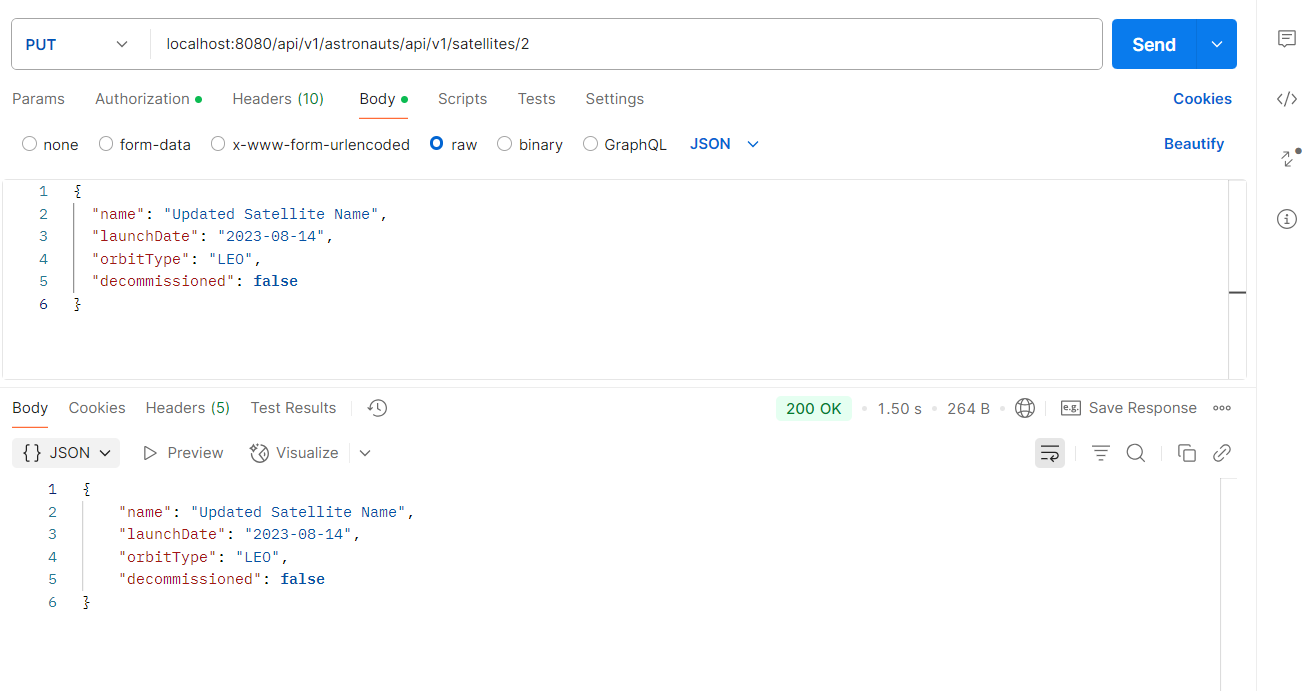 PUT localhost:8080/api/v1/astronauts/api/v1/satellites/2 Send
Params Authorization Headers (10) Body Scripts Tests Settings Cookies
none form-data x-www-form-urlencoded raw binary GraphQL JSON Beautify
1 {
2 "name": "Updated Satellite Name",
3 "launchDate": "2023-08-14",
4 "orbitType": "LEO",
5 "decommissioned": false
6 }
Body Cookies Headers (5) Test Results 200 OK 1.50 s 264 B e.g. Save Response
{} JSON Preview Visualize
1 {
2 "name": "Updated Satellite Name",
3 "launchDate": "2023-08-14",
4 "orbitType": "LEO",
5 "decommissioned": false
6 }